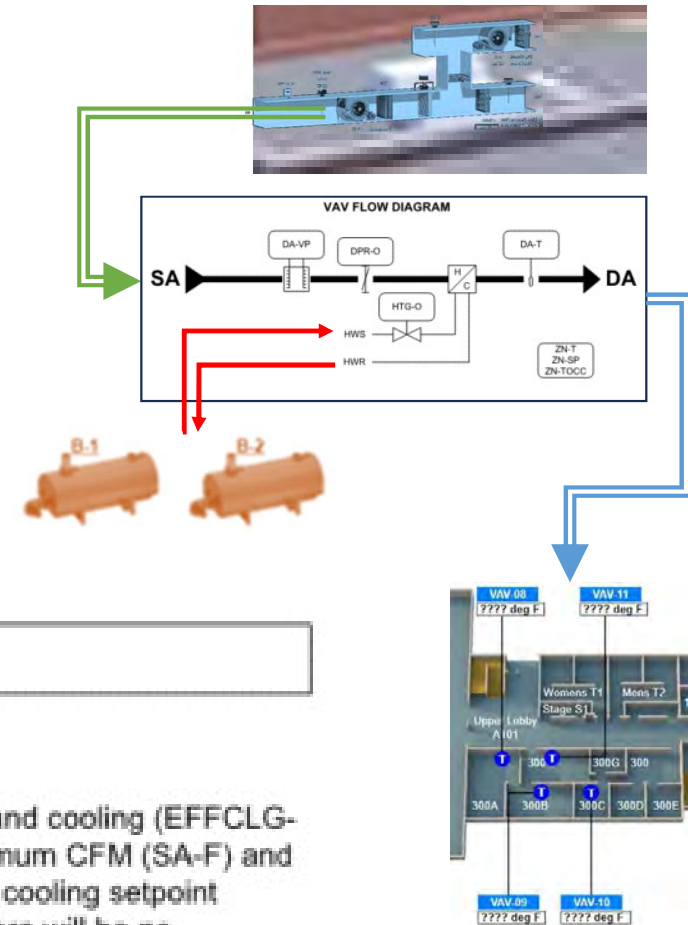 VAV FLOW DIAGRAM
DA-VP
DPR-O
DA-T
SA
H
C
DA
HTG-O
HWS
HWR
ZN-T
ZN-SP
ZN-TOCC
B-1
B-2
VAV-08
VAV-11
???? deg F
???? deg F
Womens T1
Mens T2
Stage S1
Upper Lobby
A101
T
300
T
300G
300
T
T
300A
300B
300C
300D
300E
and cooling (EFFCLG-
mum CFM (SA-F) and
cooling setpoint
VAV-09
VAV-10
???? deg F
???? deg F